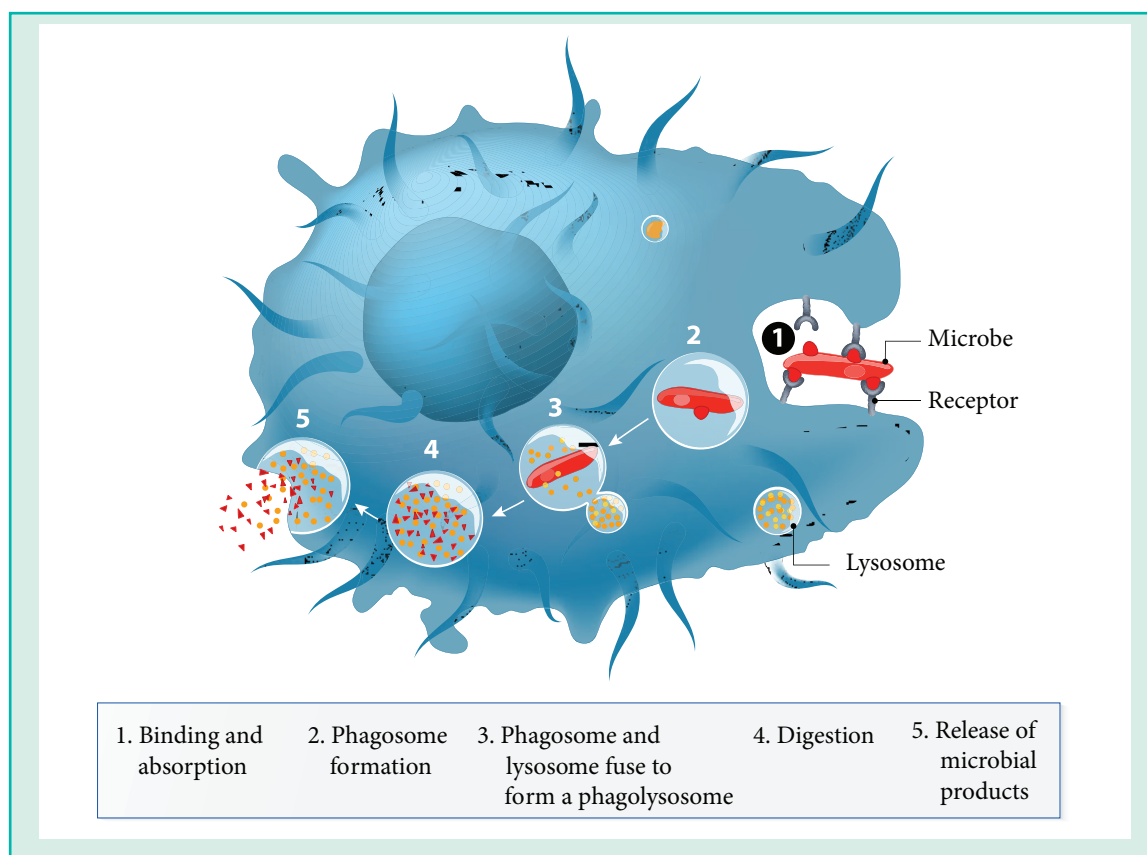 1
Microbe
2
Receptor
3
5
4
Lysosome
1. Binding and
absorption
2. Phagosome
formation
3. Phagosome and
lysosome fuse to
form a phagolysosome
4. Digestion
5. Release of
microbial
products